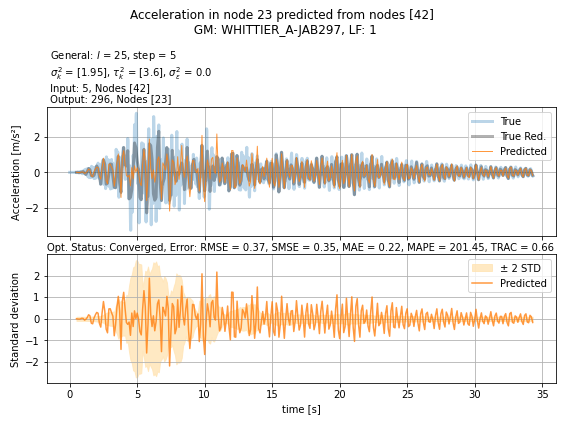 Acceleration in node 23 predicted from nodes [42]
GM: WHITTIER_A-JAB297, LF: 1
General: l = 25, step = 5
σ²ₖ = [1.95], τ²ₖ = [3.6], σ²ε = 0.0
Input: 5, Nodes [42]
Output: 296, Nodes [23]
True
True Red.
Predicted
Acceleration [m/s²]
2
0
−2
Opt. Status: Converged, Error: RMSE = 0.37, SMSE = 0.35, MAE = 0.22, MAPE = 201.45, TRAC = 0.66
± 2 STD
Predicted
Standard deviation
2
1
0
−1
−2
0 5 10 15 20 25 30 35
time [s]